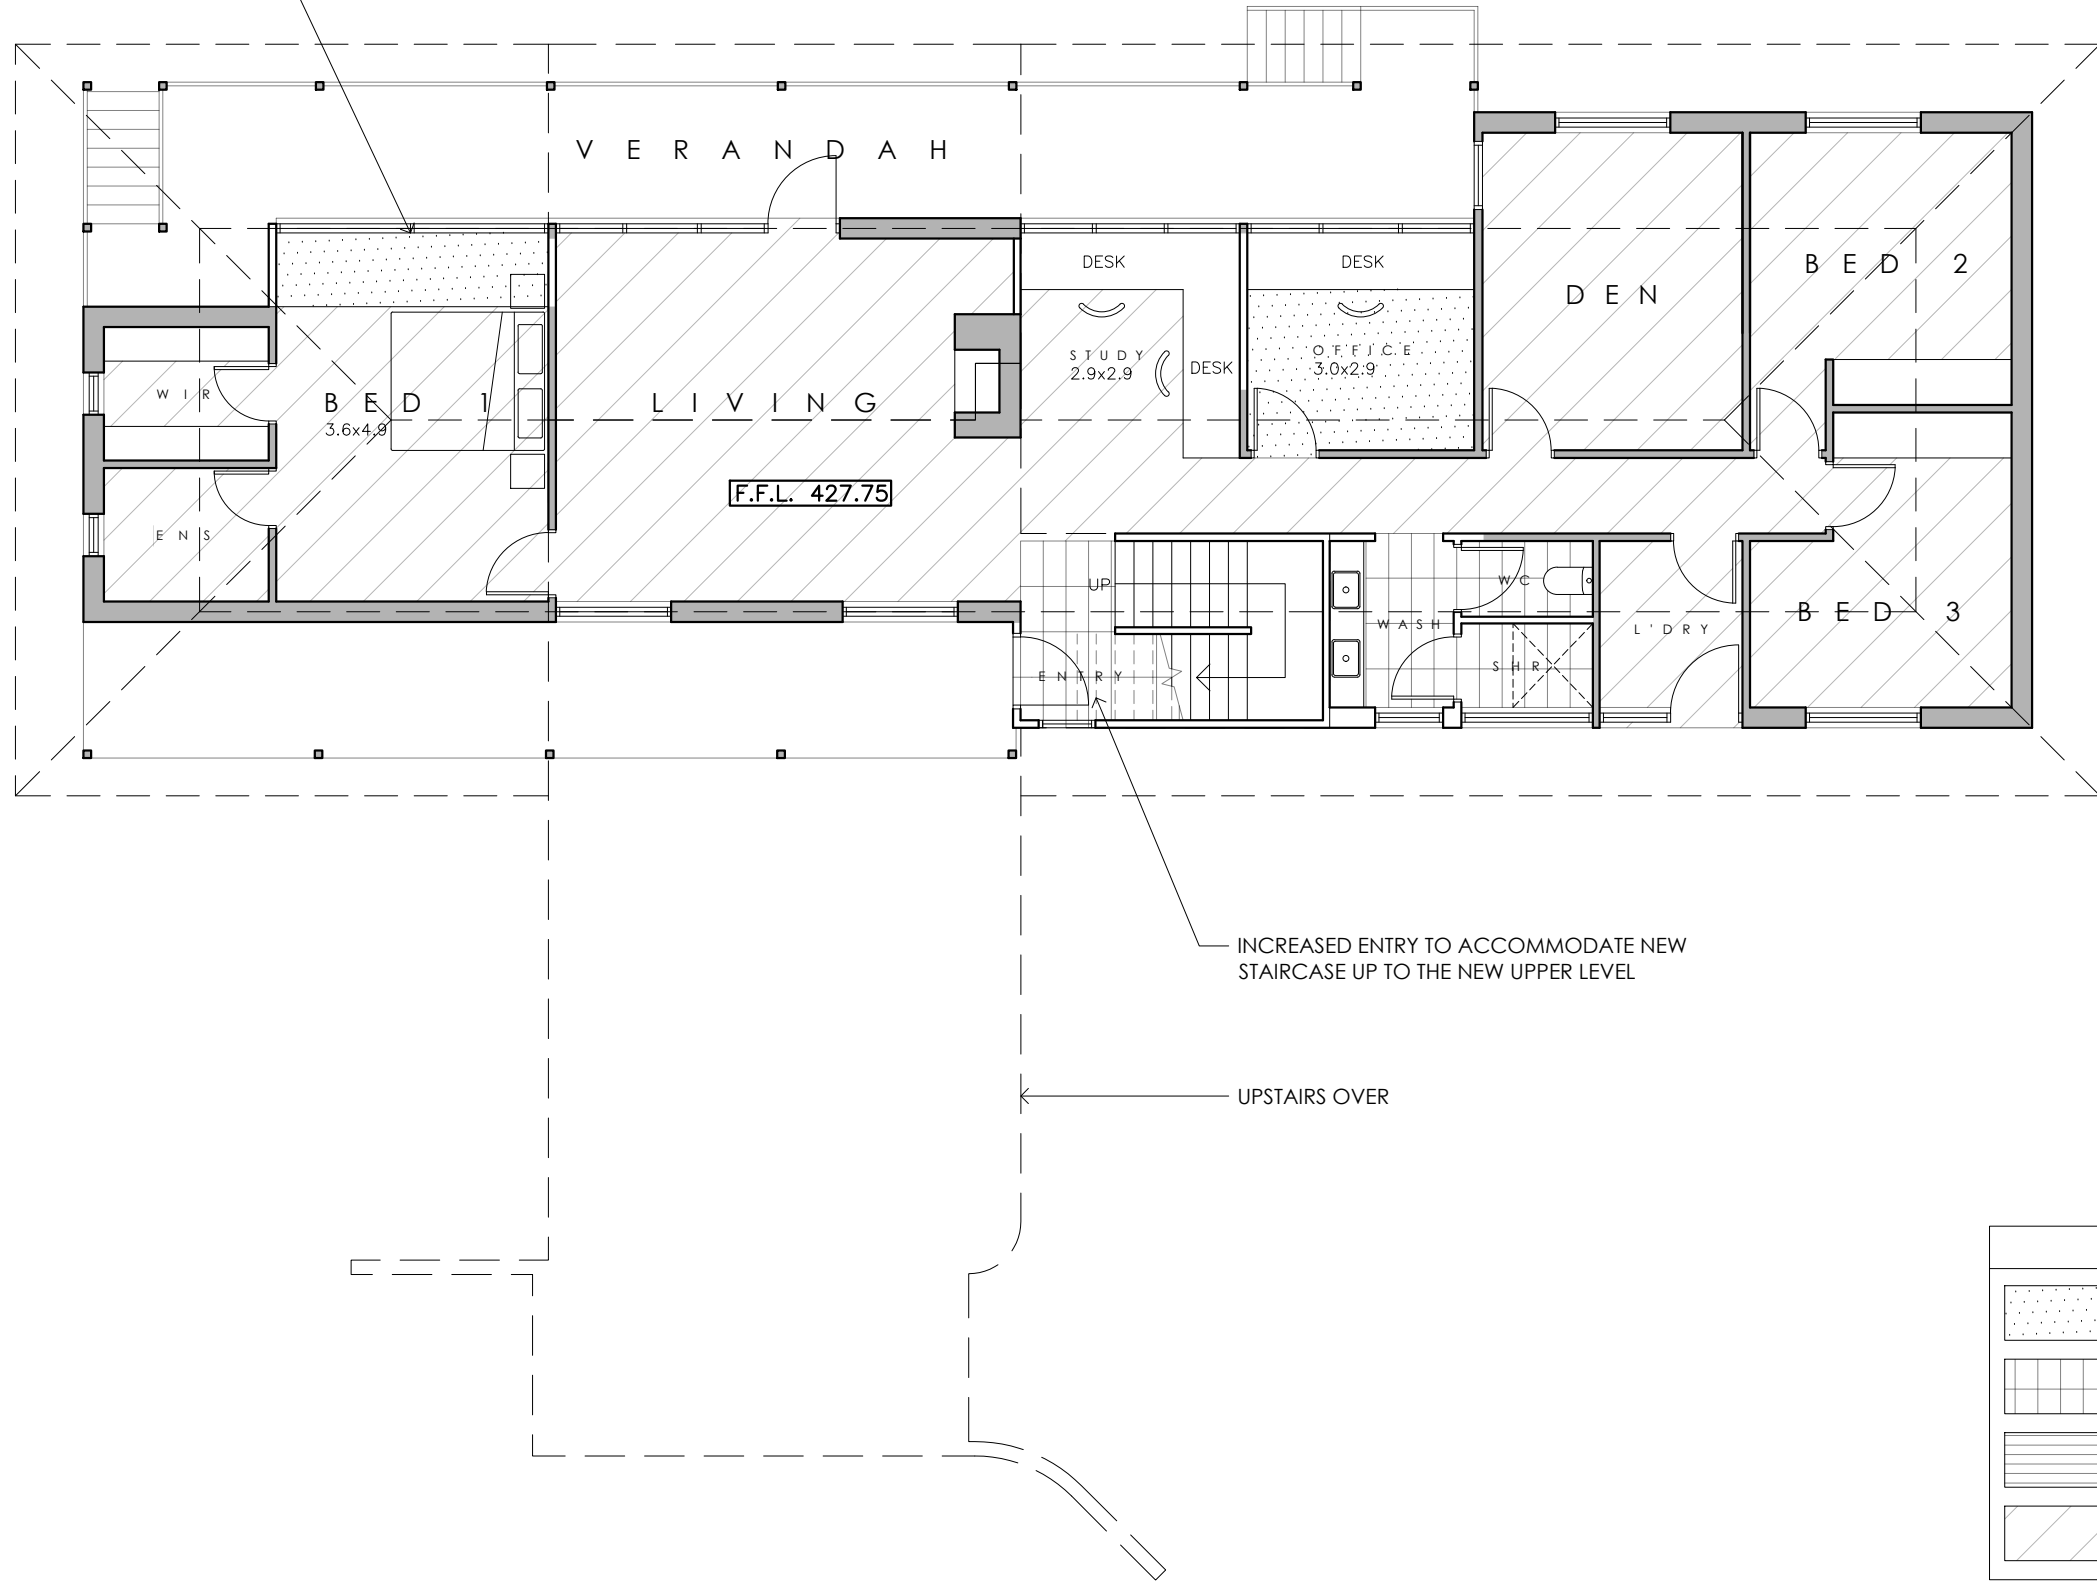 VERANDAH
DESK
DESK
BED 2
DEN
STUDY
2.9x2.9
OFFICE
3.0x2.9
DESK
WIR
BED 1
3.6x4.9
LIVING
F.F.L. 427.75
ENS
UP
WC
WASH
L'DRY
BED 3
ENTRY
SHR
INCREASED ENTRY TO ACCOMMODATE NEW
STAIRCASE UP TO THE NEW UPPER LEVEL
UPSTAIRS OVER